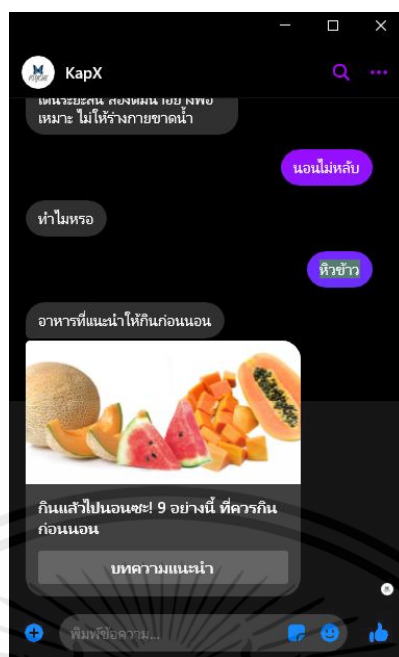 KapX
เหมาะ ไม่ให้ร่างกายขาดน้ำ
นอนไม่หลับ
ทำไมหรอ
หิวข้าว
อาหารที่แนะนำให้กินก่อนนอน
กินแล้วไปนอนซะ! 9 อย่างนี้ ที่ควรกิน
ก่อนนอน
บทความแนะนำ
พิมพ์ข้อความ...